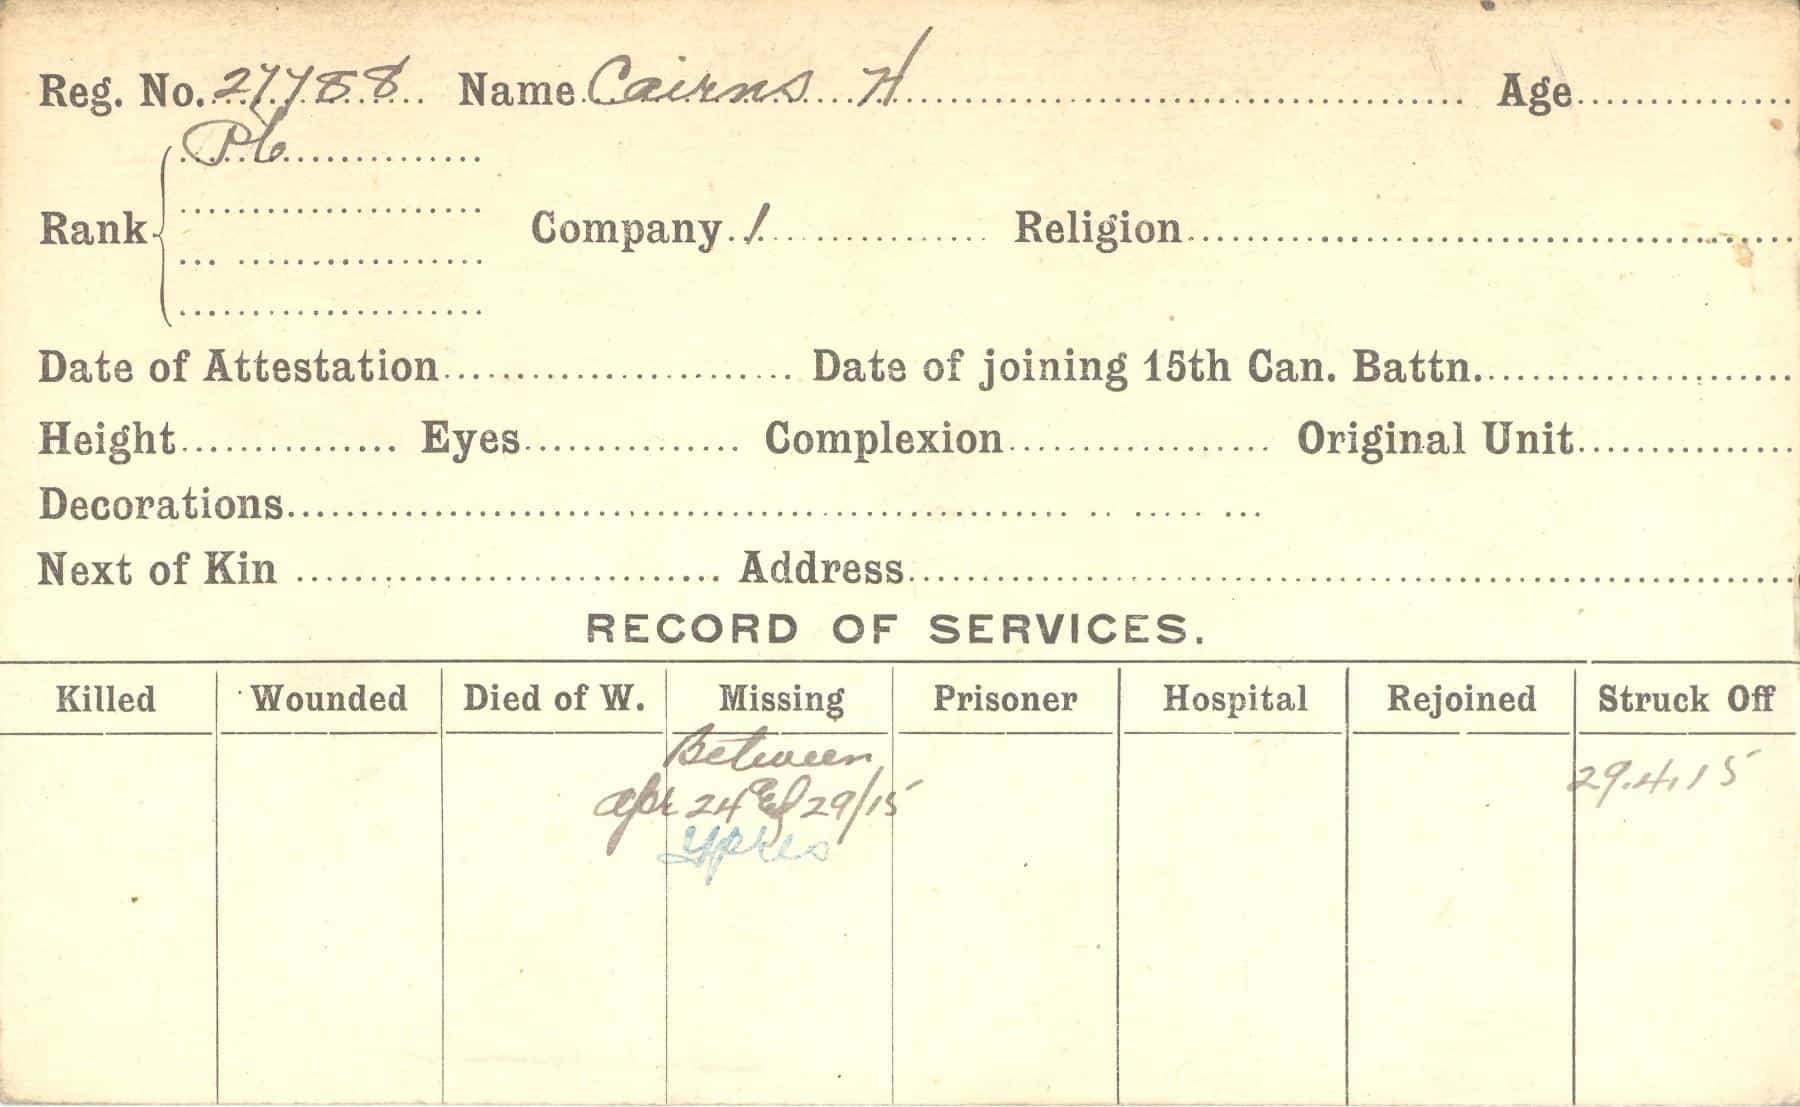 Reg. No. 27788 Name Cairns H Age
Pte
Rank Company 1 Religion
Date of Attestation Date of joining 15th Can. Battn.
Height Eyes Complexion Original Unit
Decorations
Next of Kin Address
RECORD OF SERVICES.
Killed Wounded Died of W. Missing Prisoner Hospital Rejoined Struck Off
Between
Apr 24 & 29/15 29.4.15
Ypres